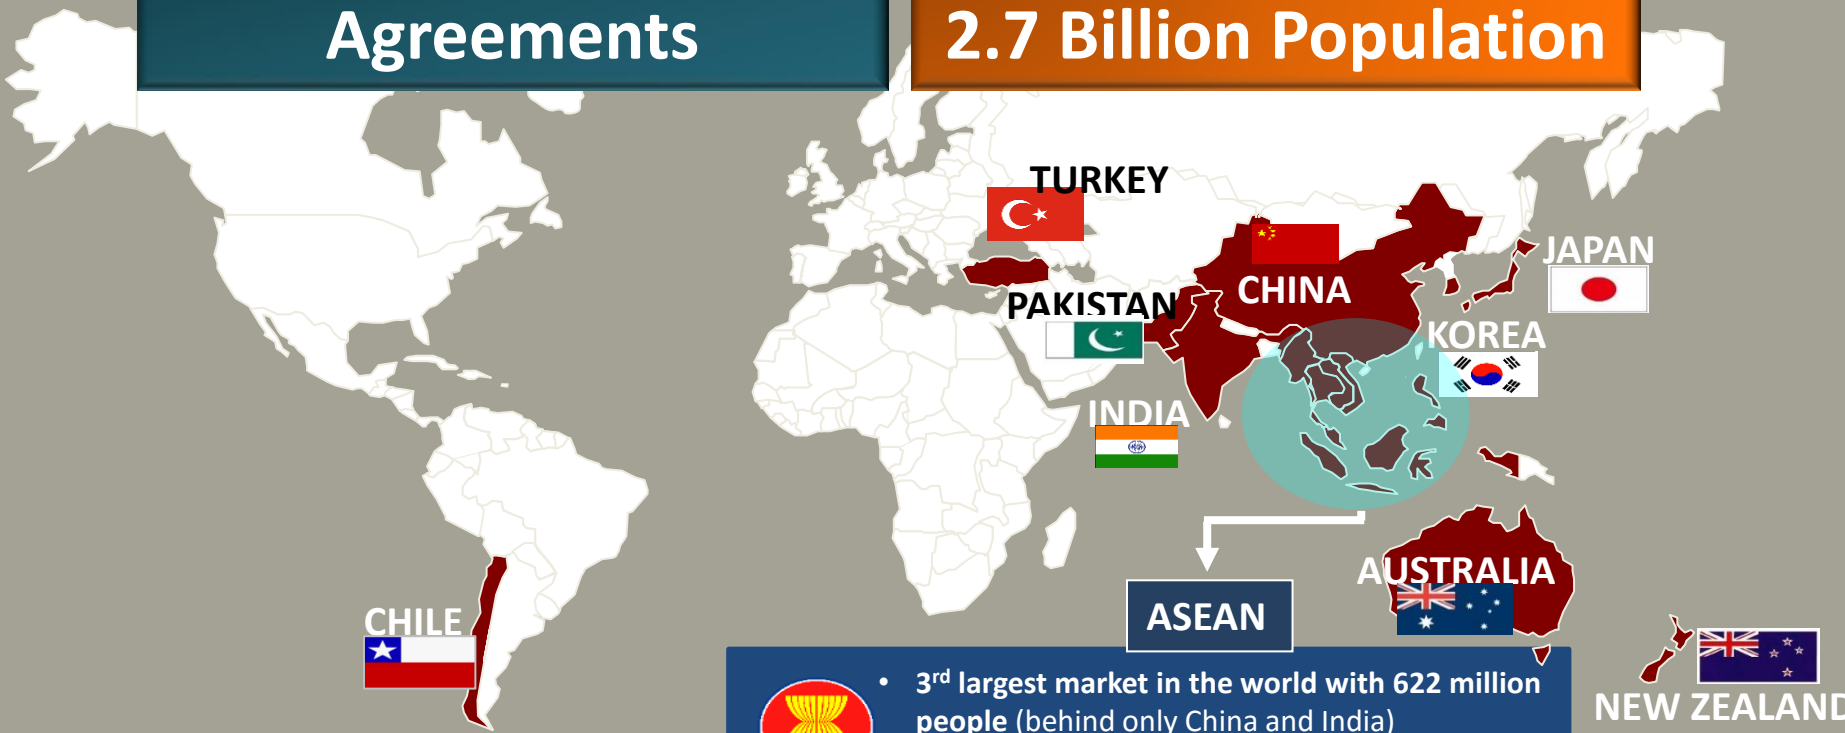 Agreements
2.7 Billion Population
TURKEY
CHINA
JAPAN
PAKISTAN
KOREA
INDIA
AUSTRALIA
ASEAN
CHILE
• 3rd largest market in the world with 622 million
people (behind only China and India)
NEW ZEALAND